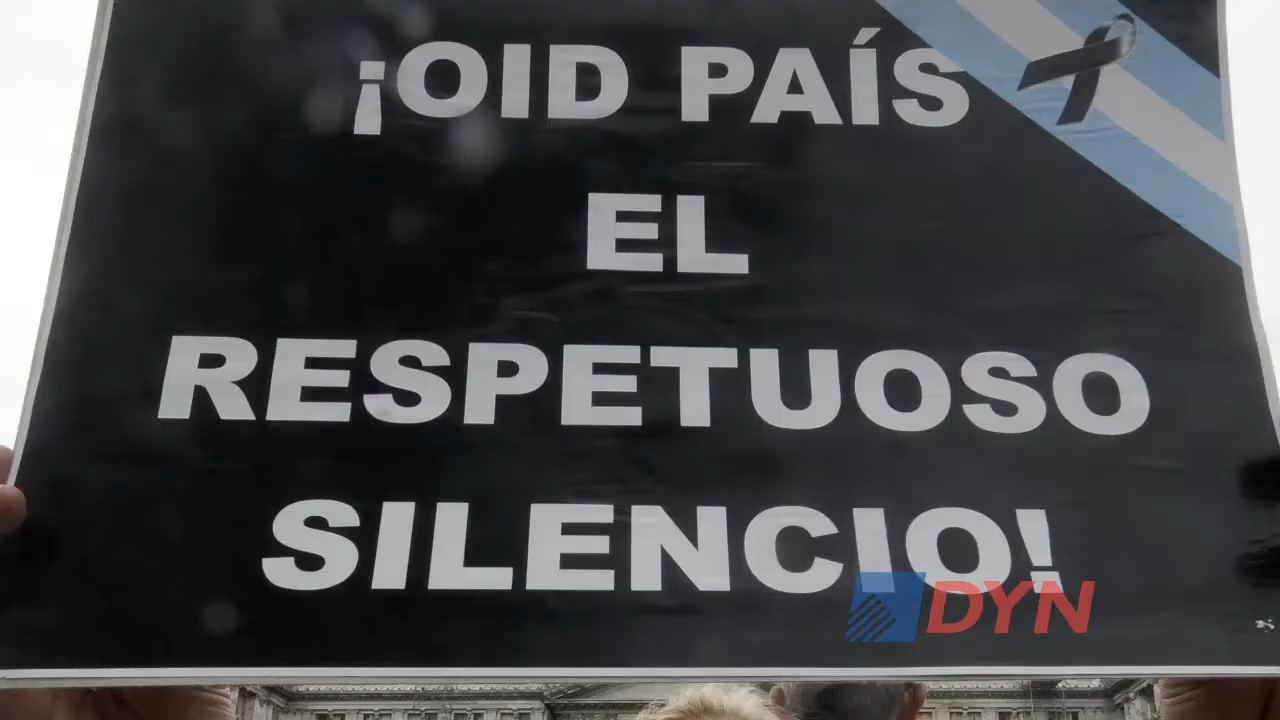 ¡OID PAÍS
EL
RESPETUOSO
SILENCIO!
DYN